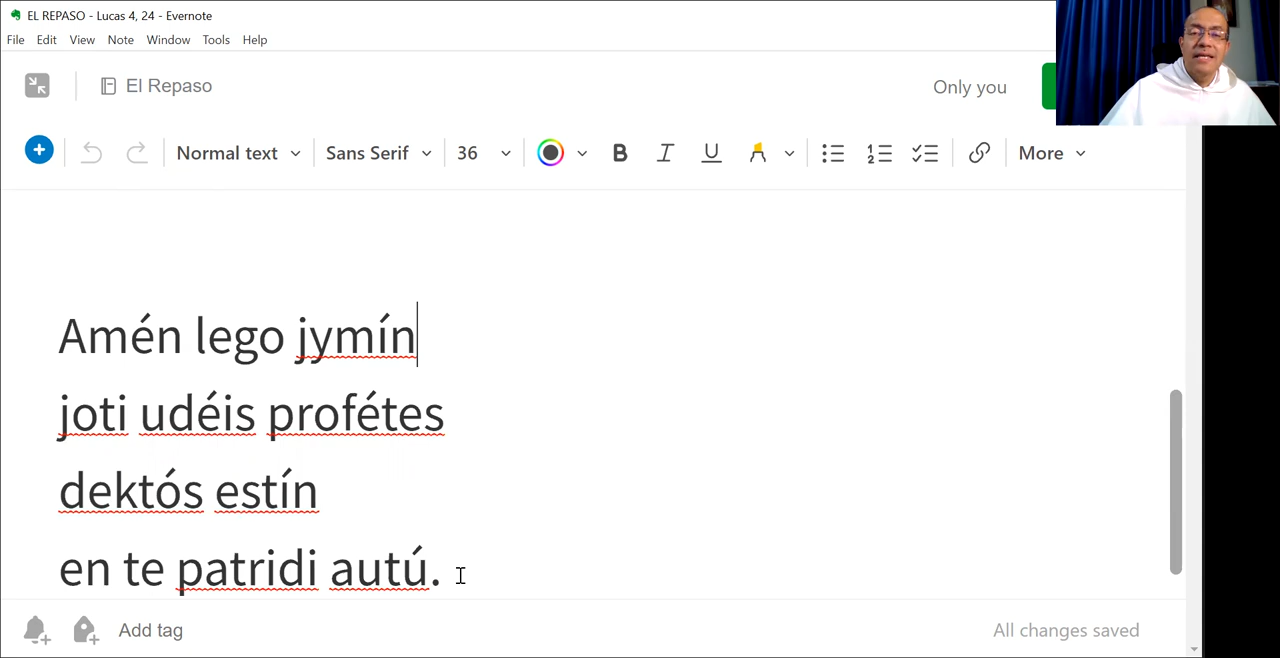 EL REPASO - Lucas 4, 24 - Evernote
File Edit View Note Window Tools Help
El Repaso
Only you
Normal text Sans Serif 36 B I U More
Amén lego jymín
joti udéis profétes
dektós estín
en te patridi autú.
Add tag
All changes saved